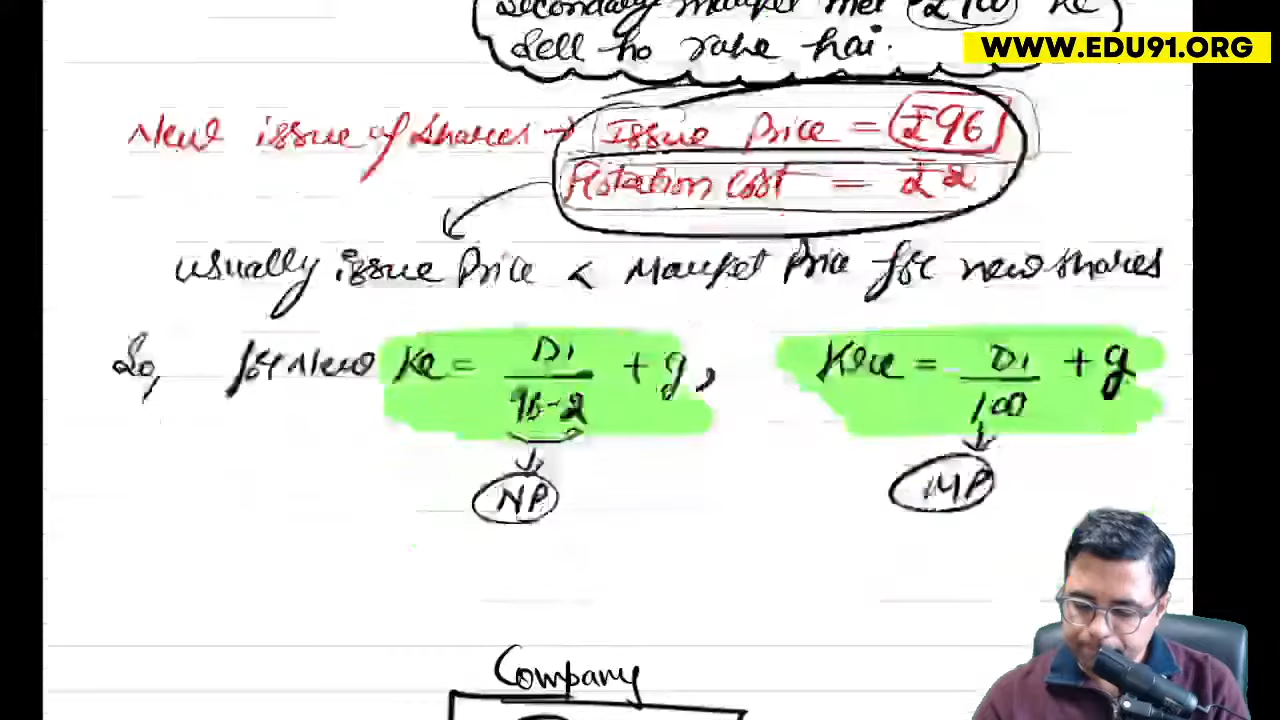 Secondary market mei ₹100 ke
sell ho rahe hai.
WWW.EDU91.ORG
New issue of shares → Issue Price = ₹96
Flotation cost = ₹2
usually issue Price < Market Price for new shares
So, for New Ke = D1 / 96-2 + g, Kre = D1 / 100 + g
NP MP
Company